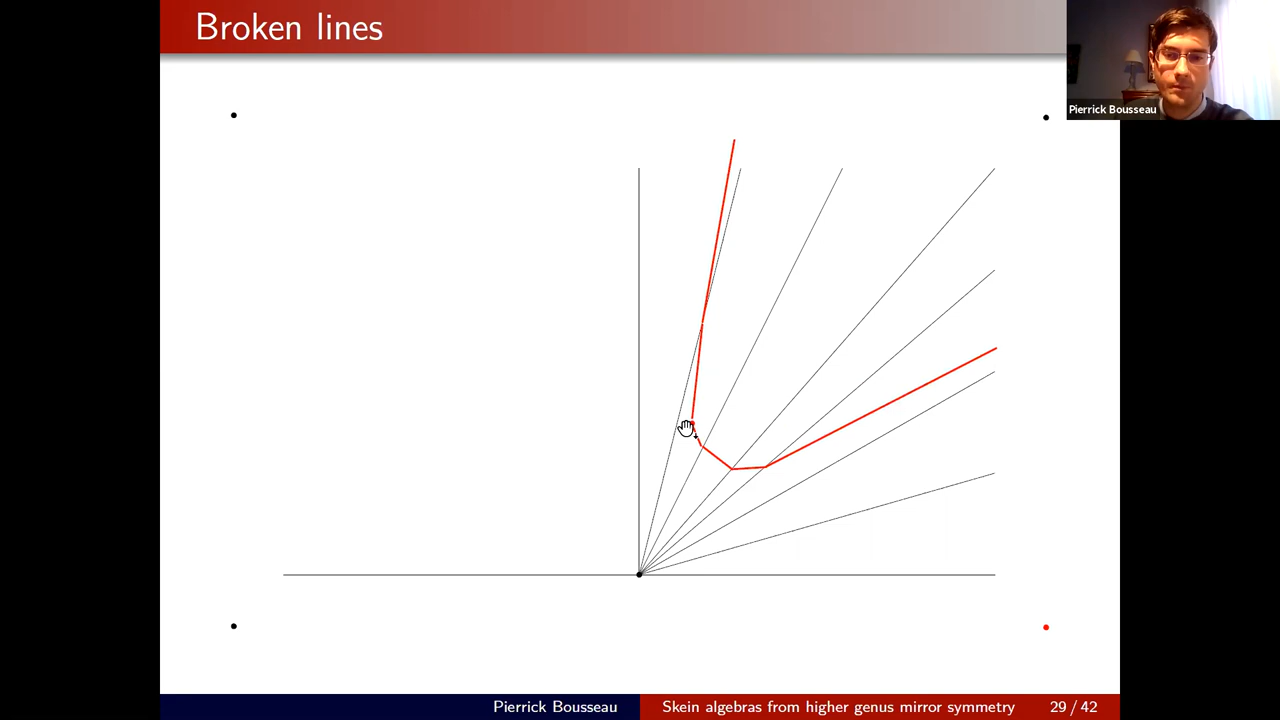 Broken lines
Pierrick Bousseau
Pierrick Bousseau
Skein algebras from higher genus mirror symmetry
29 / 42